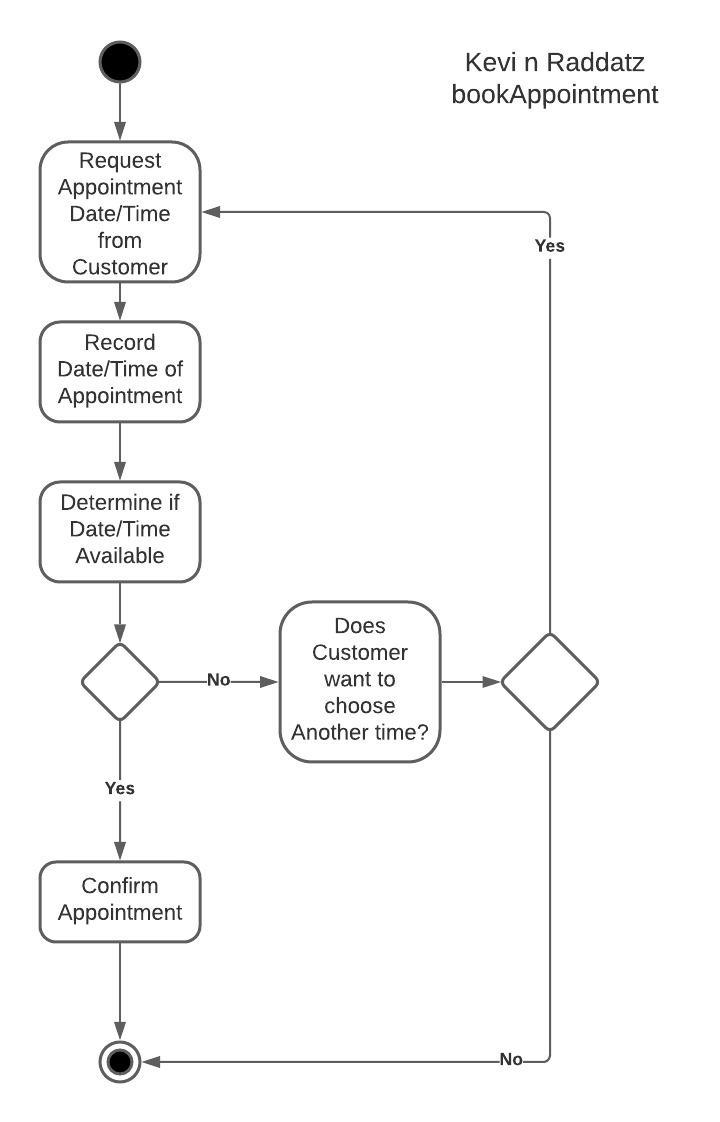 Kevi n Raddatz
bookAppointment
Request
Appointment
Date/Time
from
Customer
Yes
Record
Date/Time of
Appointment
Determine if
Date/Time
Available
Does
Customer
want to
choose
Another time?
No
Yes
Confirm
Appointment
No